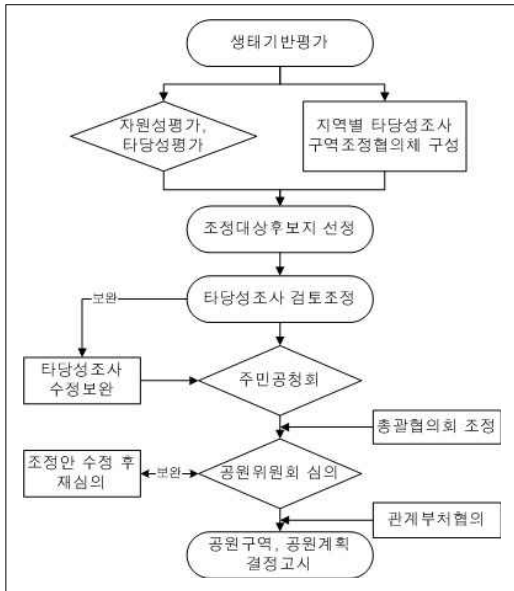 생태기반평가
자원성평가,
타당성평가
지역별 타당성조사
구역조정협의체 구성
조정대상후보지 선정
보완
타당성조사 검토조정
타당성조사
수정보완
주민공청회
총괄협의회 조정
조정안 수정 후
재심의
보완
공원위원회 심의
관계부처협의
공원구역, 공원계획
결정고시